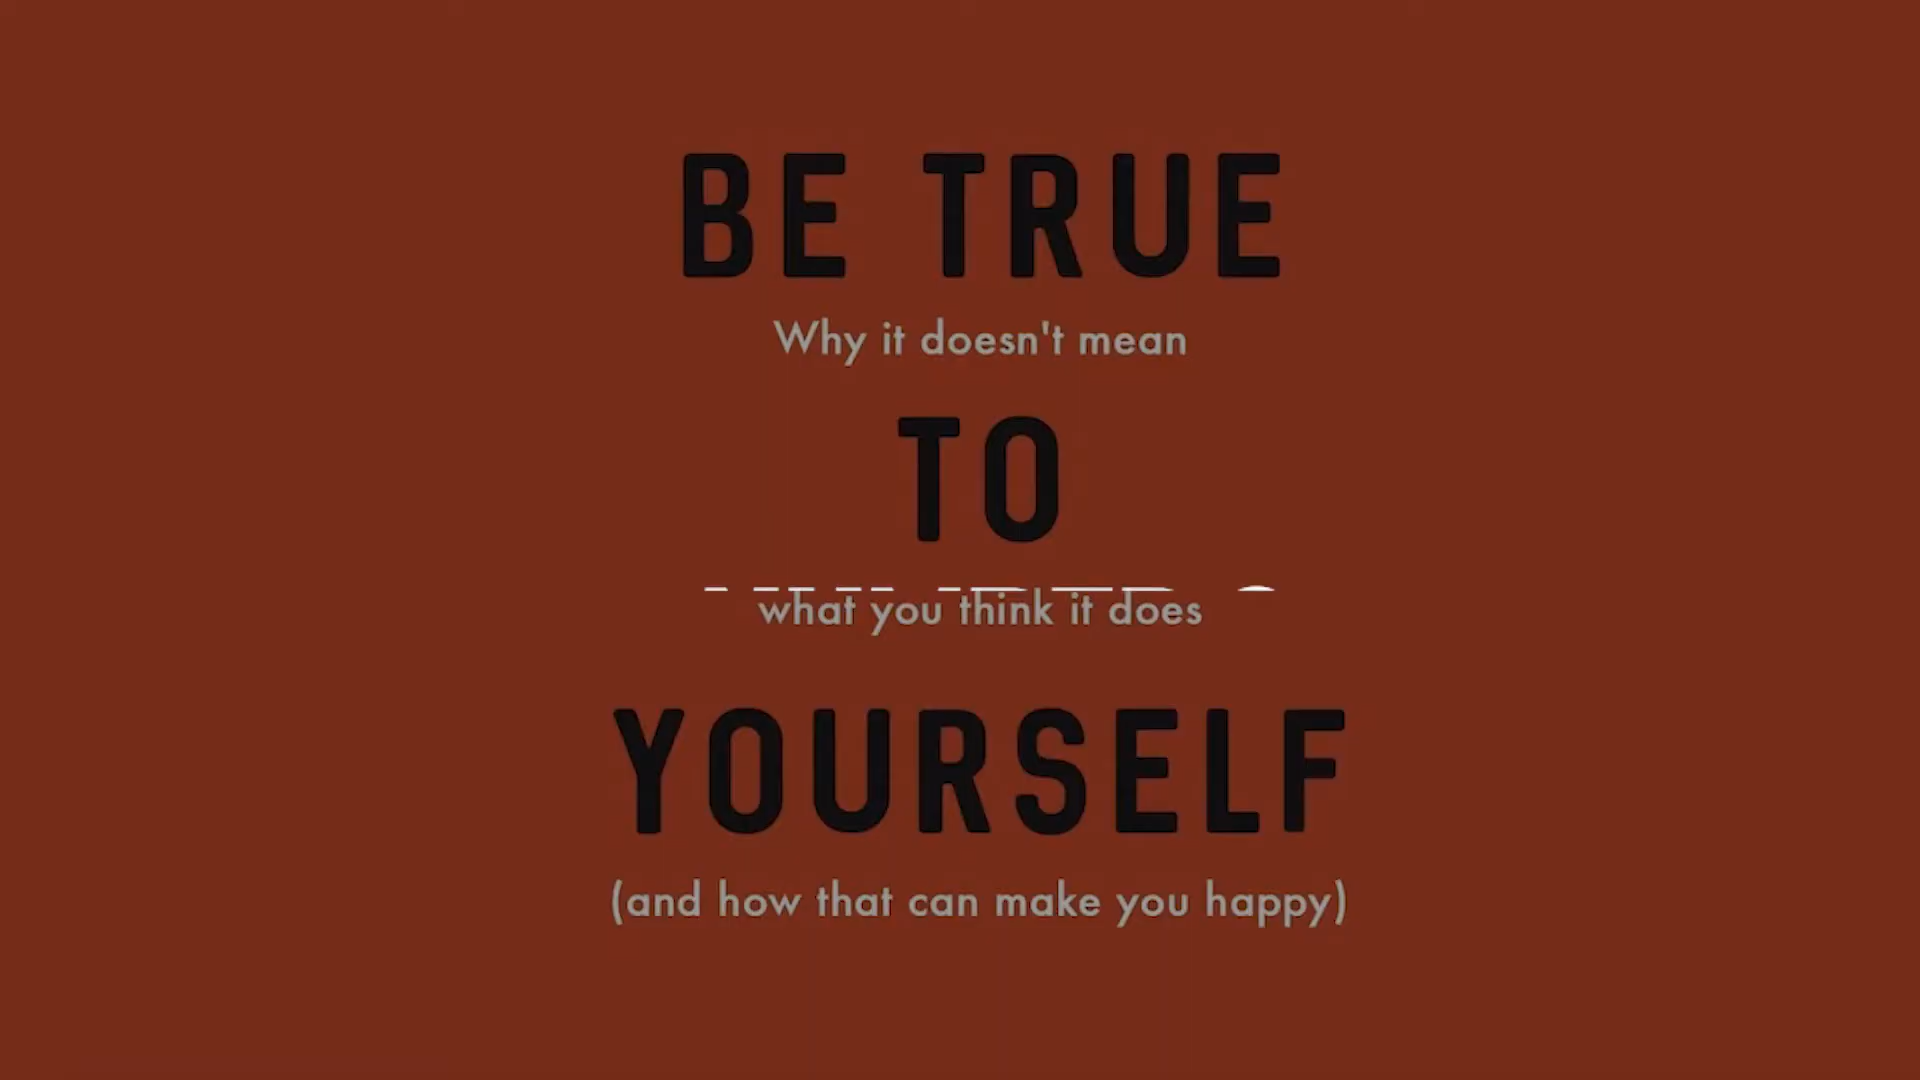 BE TRUE
Why it doesn't mean
TO
what you think it does
YOURSELF
(and how that can make you happy)